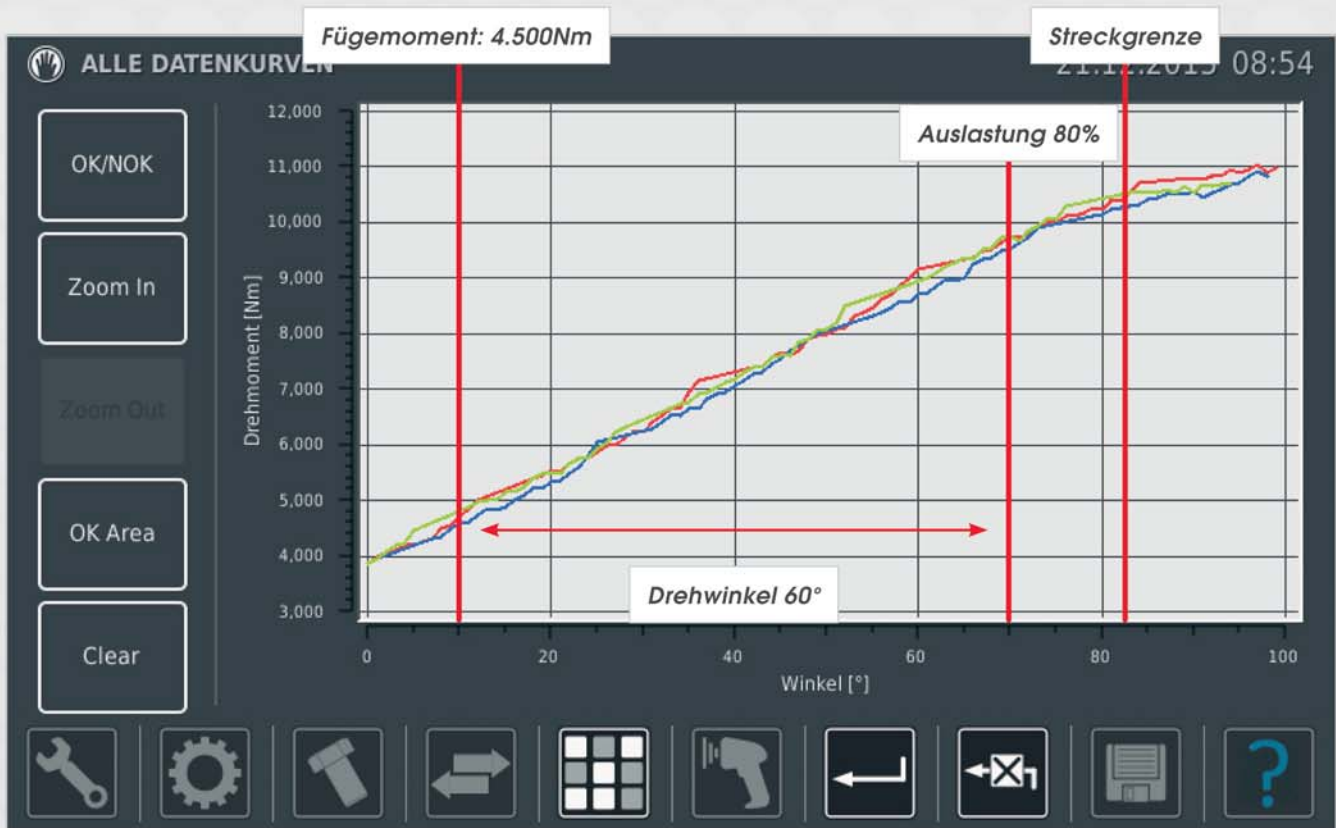 Fügemoment: 4.500Nm
Streckgrenze
ALLE DATENKURVEN
08:54
OK/NOK
Zoom In
Zoom Out
OK Area
Clear
Auslastung 80%
Drehwinkel 60°
Drehmoment [Nm]
12,000
11,000
10,000
9,000
8,000
7,000
6,000
5,000
4,000
3,000
0
20
40
60
80
100
Winkel [°]
?